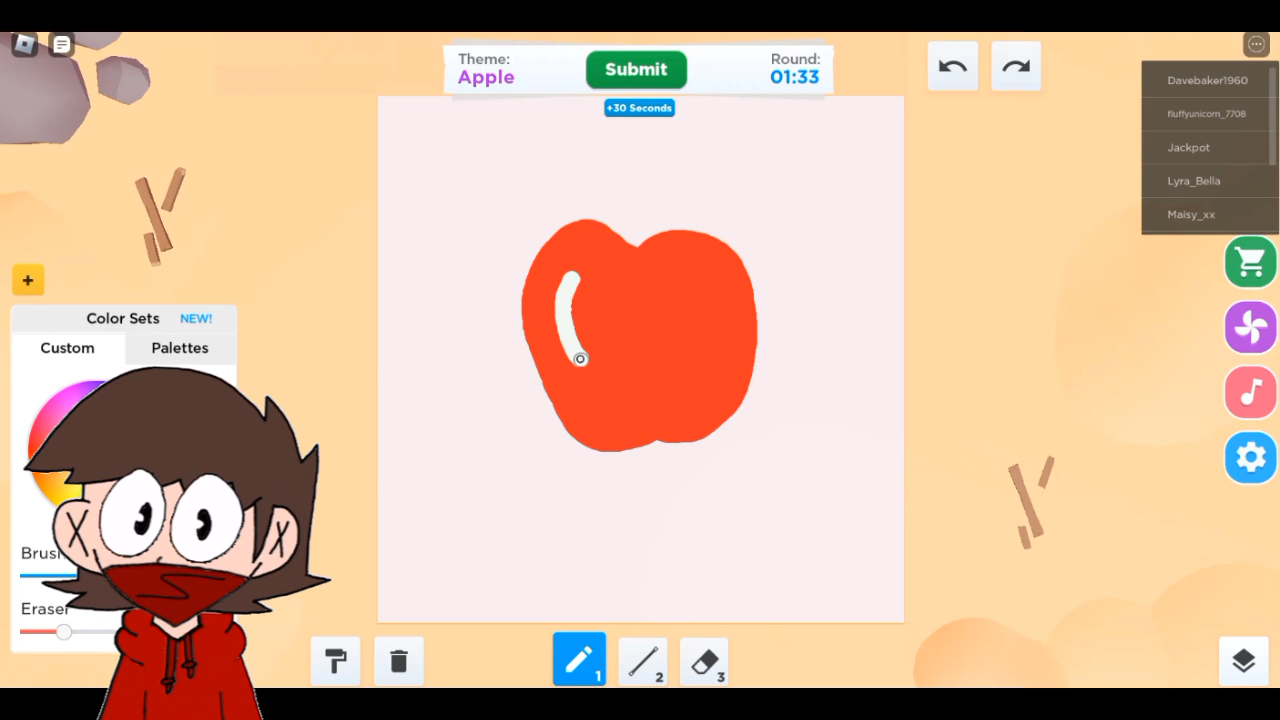 Theme:
Apple
Submit
Round:
01:33
+30 Seconds
Davebaker1960
fluffyunicorn_7708
Jackpot
Lyra_Bella
Maisy_xx
+
Color Sets NEW!
Custom Palettes
Brus
Eraser
1
2
3